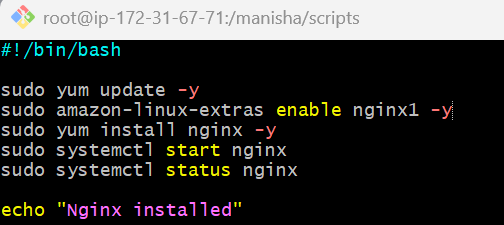 root@ip-172-31-67-71:/manisha/scripts
#!/bin/bash
sudo yum update -y
sudo amazon-linux-extras enable nginx1 -y
sudo yum install nginx -y
sudo systemctl start nginx
sudo systemctl status nginx
echo "Nginx installed"